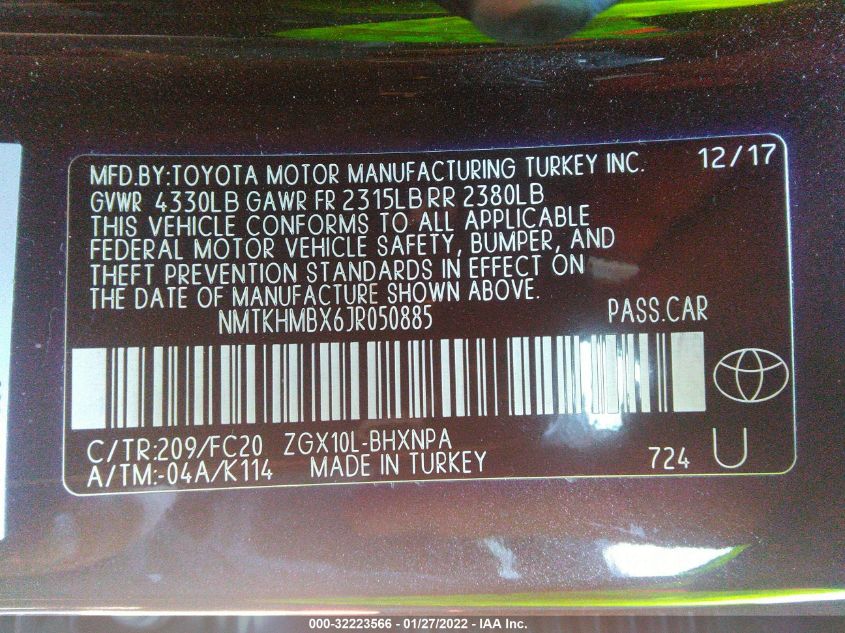 MFD.BY:TOYOTA MOTOR MANUFACTURING TURKEY INC. 12/17
GVWR 4330LB GAWR FR 2315LB RR 2380LB
THIS VEHICLE CONFORMS TO ALL APPLICABLE
FEDERAL MOTOR VEHICLE SAFETY, BUMPER, AND
THEFT PREVENTION STANDARDS IN EFFECT ON
THE DATE OF MANUFACTURE SHOWN ABOVE.
NMTKHMBX6JR050885 PASS.CAR
C/TR:209/FC20 ZGX10L-BHXNPA
A/TM:-04A/K114 MADE IN TURKEY 724 U
000-32223566 - 01/27/2022 - IAA Inc.